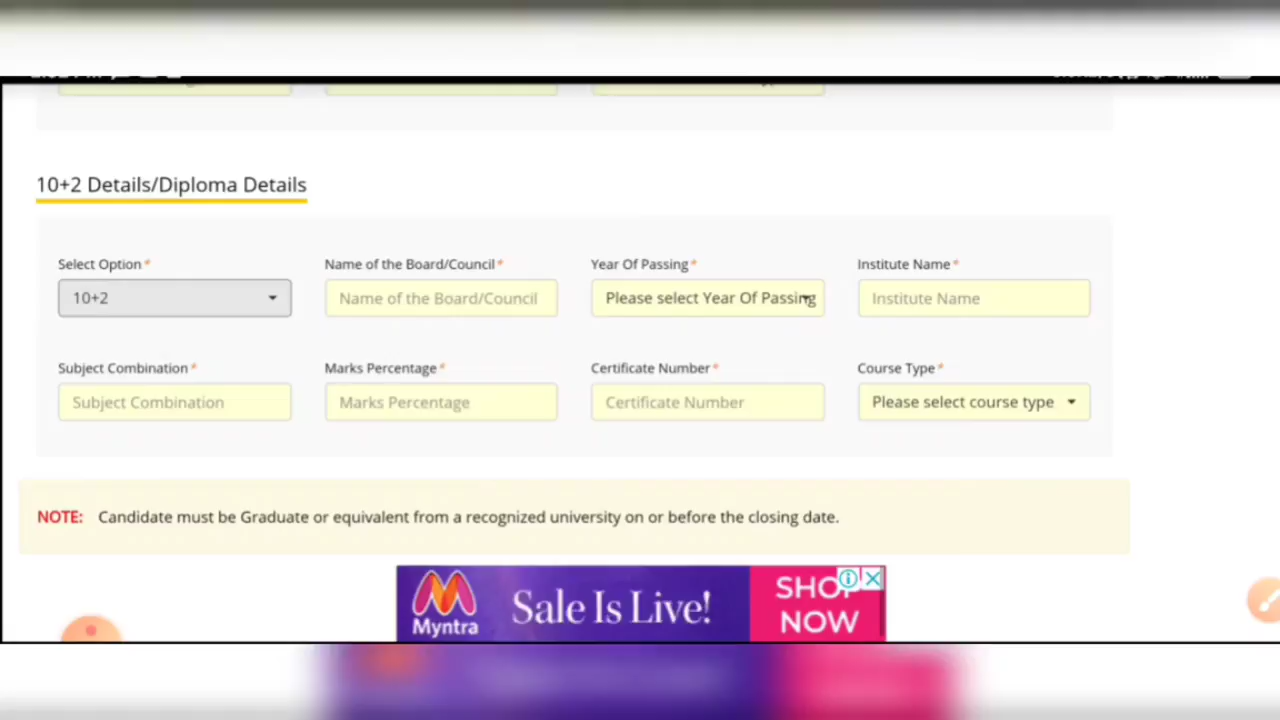 10+2 Details/Diploma Details
Select Option* Name of the Board/Council* Year Of Passing* Institute Name*
10+2 Name of the Board/Council Please select Year Of Passing Institute Name
Subject Combination* Marks Percentage* Certificate Number* Course Type*
Subject Combination Marks Percentage Certificate Number Please select course type
NOTE: Candidate must be Graduate or equivalent from a recognized university on or before the closing date.
Myntra Sale Is Live! SHOP NOW